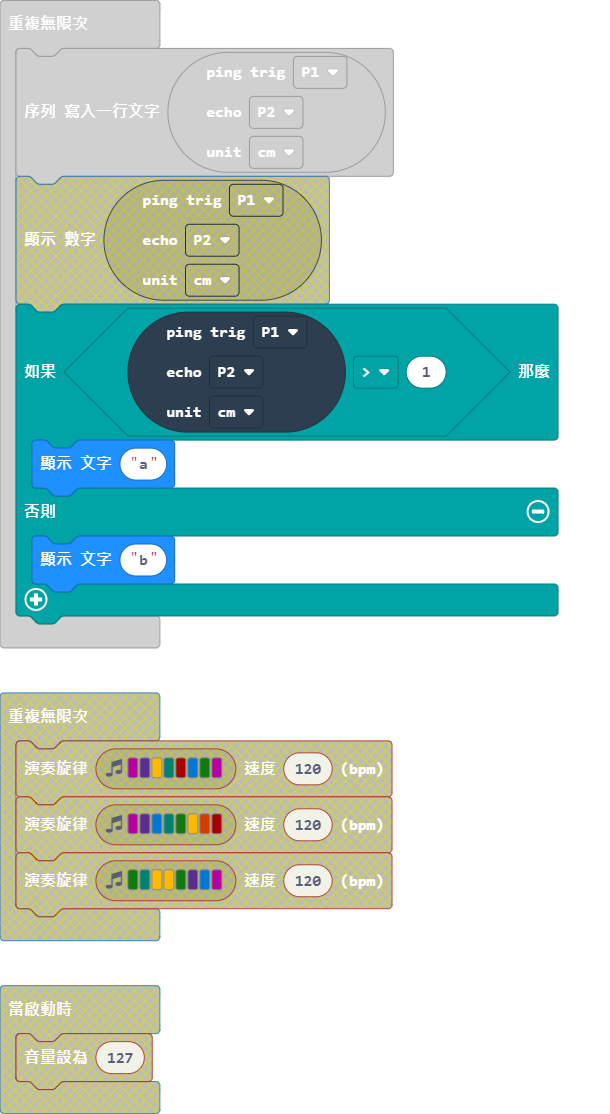 重複無限次
ping trig P1
序列 寫入一行文字 echo P2
unit cm
ping trig P1
顯示 數字 echo P2
unit cm
ping trig P1
如果 echo P2 > 1 那麼
unit cm
顯示 文字 "a"
否則
顯示 文字 "b"
重複無限次
演奏旋律 速度 120 (bpm)
演奏旋律 速度 120 (bpm)
演奏旋律 速度 120 (bpm)
當啟動時
音量設為 127